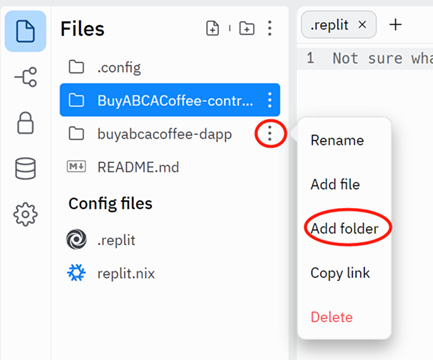 Files
.replit × +
.config
1 Not sure wha
BuyABCACoffee-contr...
buyabcacoffee-dapp
Rename
README.md
Add file
Config files
Add folder
.replit
Copy link
replit.nix
Delete